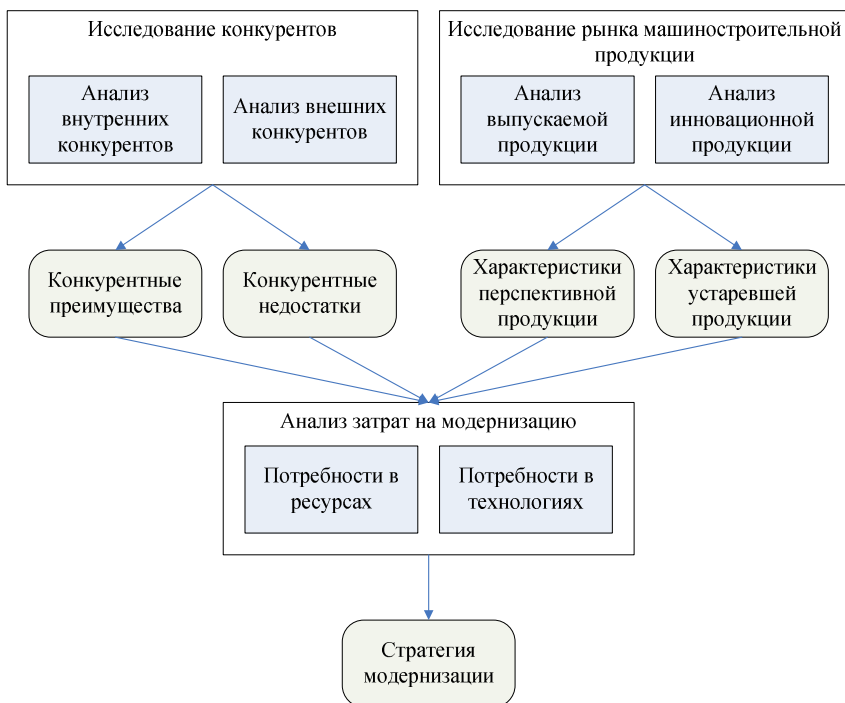 Исследование конкурентов
Анализ
внутренних
конкурентов
Анализ внешних
конкурентов
Исследование рынка машиностроительной
продукции
Анализ
выпускаемой
продукции
Анализ
инновационной
продукции
Конкурентные
преимущества
Конкурентные
недостатки
Характеристики
перспективной
продукции
Характеристики
устаревшей
продукции
Анализ затрат на модернизацию
Потребности в
ресурсах
Потребности в
технологиях
Стратегия
модернизации